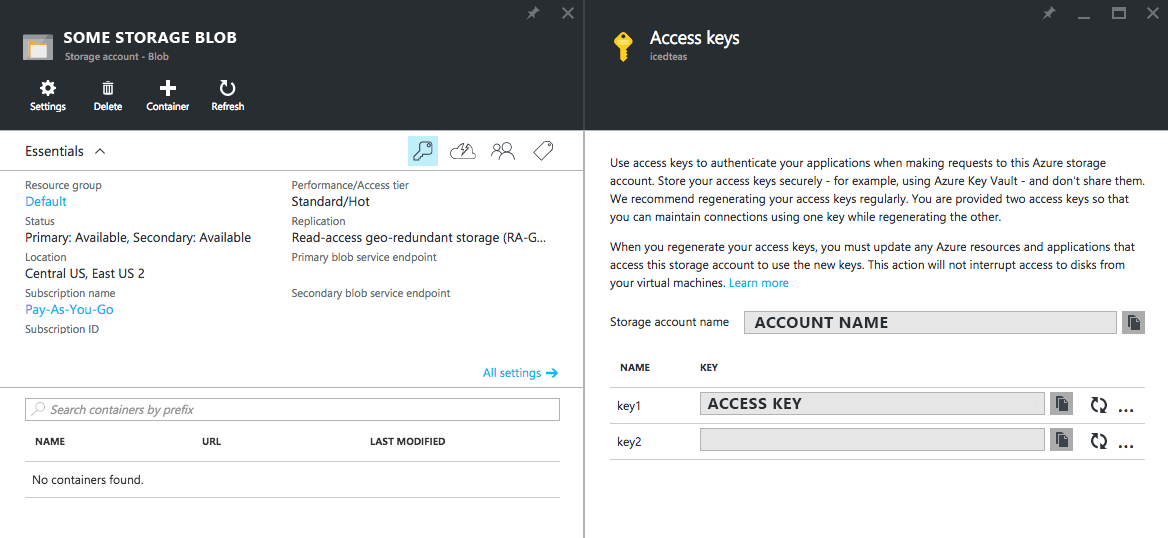 SOME STORAGE BLOB
Storage account - Blob
Settings
Delete
Container
Refresh
Essentials
Resource group
Default
Status
Primary: Available, Secondary: Available
Location
Central US, East US 2
Subscription name
Pay-As-You-Go
Subscription ID
Performance/Access tier
Standard/Hot
Replication
Read-access geo-redundant storage (RA-G...
Primary blob service endpoint
Secondary blob service endpoint
All settings
Search containers by prefix
NAME URL LAST MODIFIED
No containers found.
Access keys
icedteas
Use access keys to authenticate your applications when making requests to this Azure storage
account. Store your access keys securely - for example, using Azure Key Vault - and don't share them.
We recommend regenerating your access keys regularly. You are provided two access keys so that
you can maintain connections using one key while regenerating the other.
When you regenerate your access keys, you must update any Azure resources and applications that
access this storage account to use the new keys. This action will not interrupt access to disks from
your virtual machines. Learn more
Storage account name ACCOUNT NAME
NAME KEY
key1 ACCESS KEY ...
key2 ...